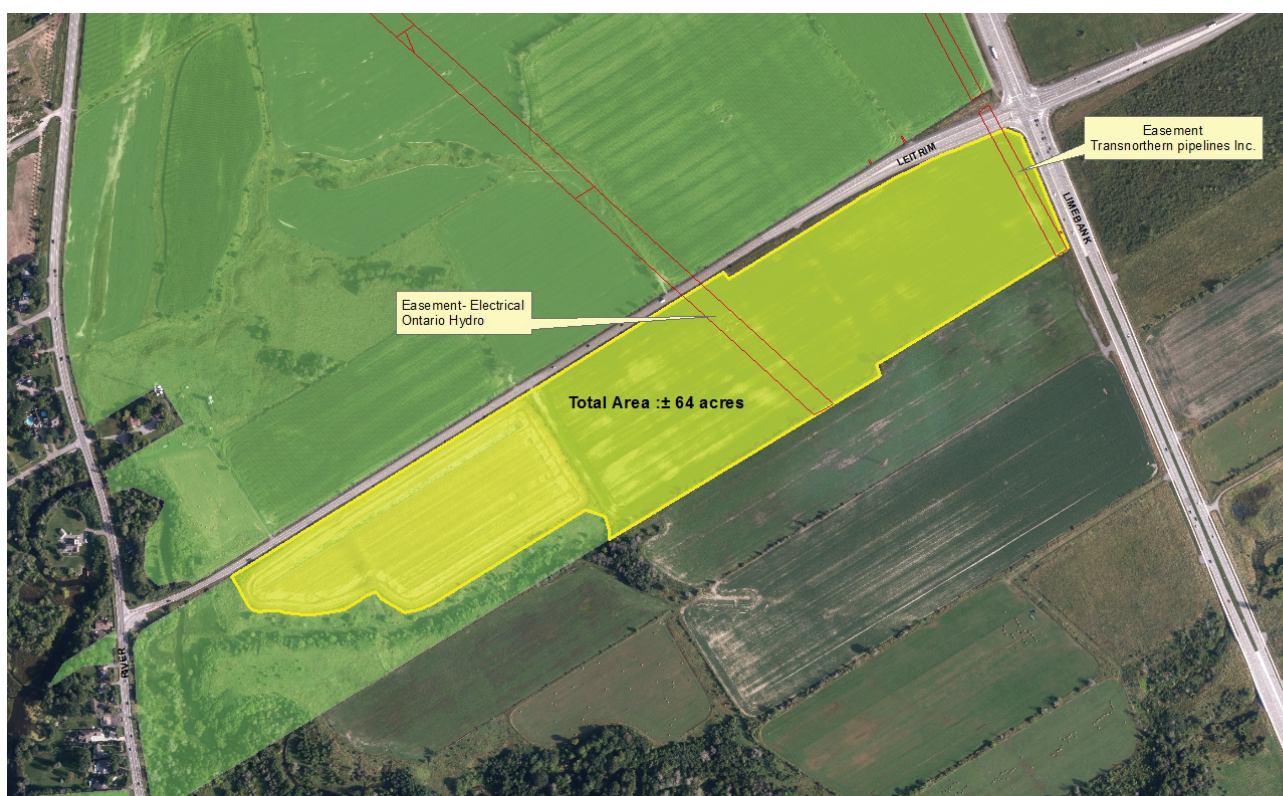 Easement
Transnorthern pipelines Inc.
LEITRIM
LIMEBANK
Easement- Electrical
Ontario Hydro
Total Area :± 64 acres
RIVER